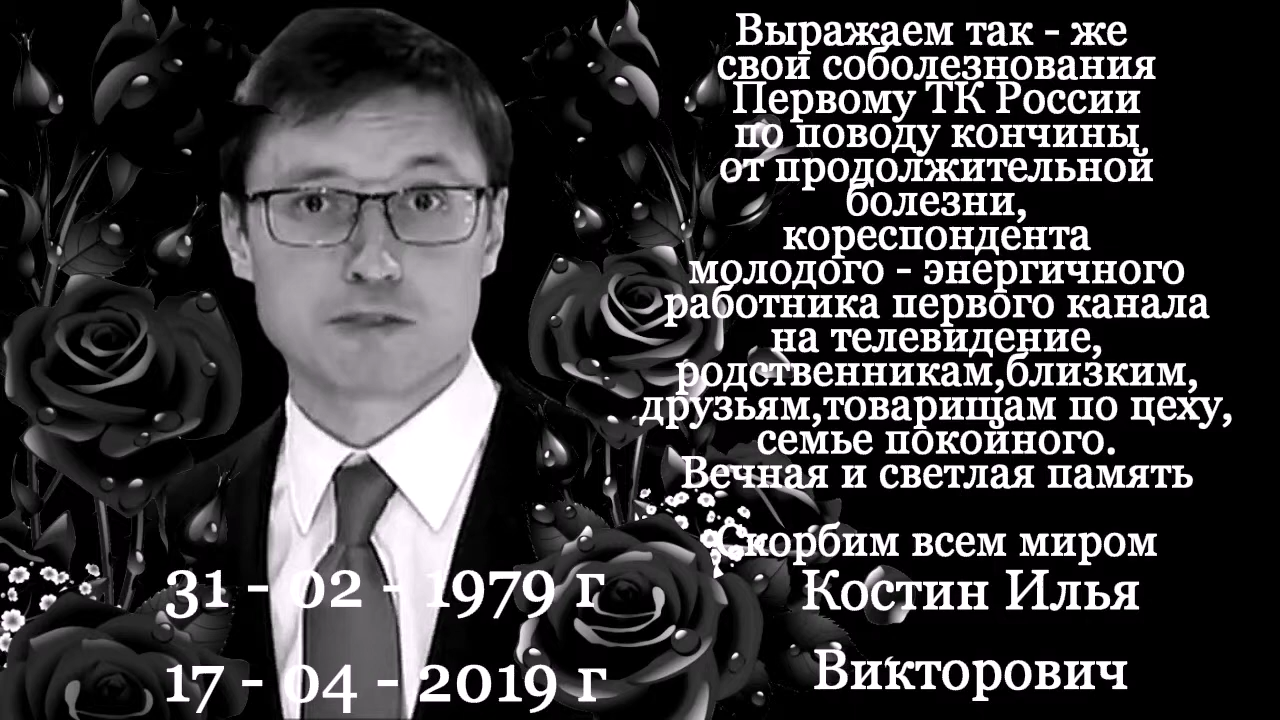 Выражаем так - же
свои соболезнования
Первому ТК России
по поводу кончины
от продолжительной
болезни,
кореспондента
молодого - энергичного
работника первого канала
на телевидение,
родственникам,близким,
друзьям,товарищам по цеху,
семье покойного.
Вечная и светлая память
Скорбим всем миром
Костин Илья
Викторович
31 - 02 - 1979 г
17 - 04 - 2019 г